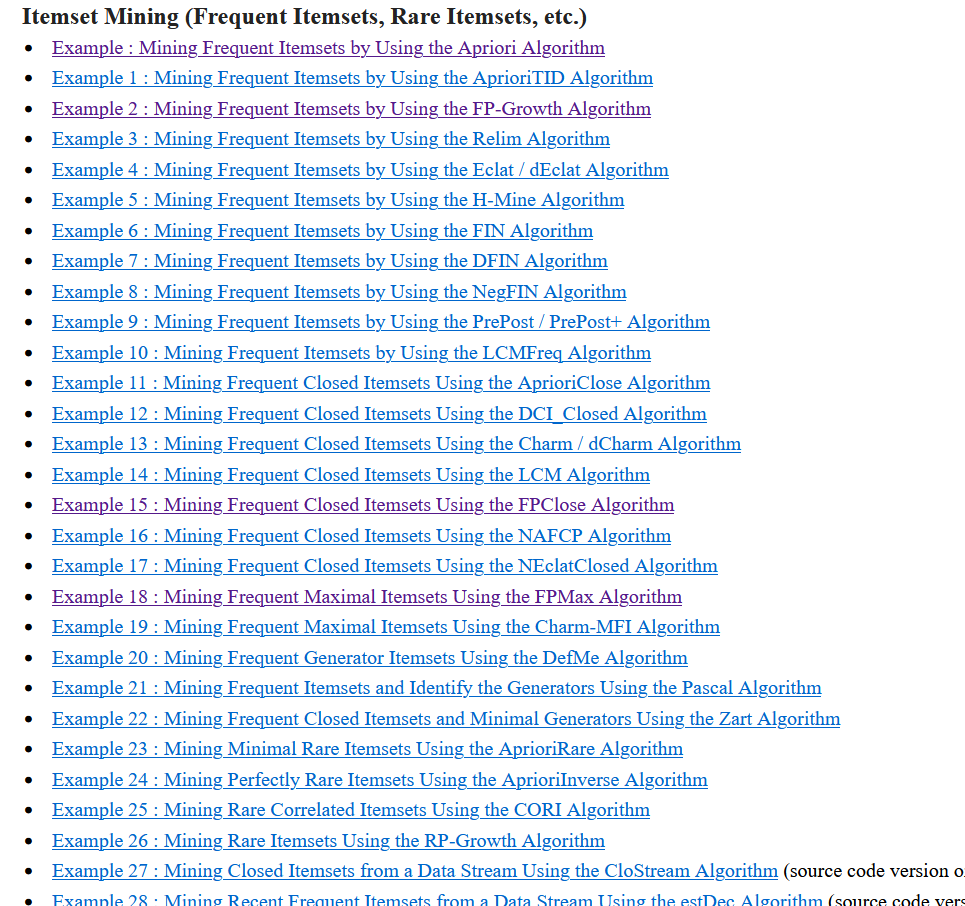 Itemset Mining (Frequent Itemsets, Rare Itemsets, etc.)
Example : Mining Frequent Itemsets by Using the Apriori Algorithm
Example 1 : Mining Frequent Itemsets by Using the AprioriTID Algorithm
Example 2 : Mining Frequent Itemsets by Using the FP-Growth Algorithm
Example 3 : Mining Frequent Itemsets by Using the Relim Algorithm
Example 4 : Mining Frequent Itemsets by Using the Eclat / dEclat Algorithm
Example 5 : Mining Frequent Itemsets by Using the H-Mine Algorithm
Example 6 : Mining Frequent Itemsets by Using the FIN Algorithm
Example 7 : Mining Frequent Itemsets by Using the DFIN Algorithm
Example 8 : Mining Frequent Itemsets by Using the NegFIN Algorithm
Example 9 : Mining Frequent Itemsets by Using the PrePost / PrePost+ Algorithm
Example 10 : Mining Frequent Itemsets by Using the LCMFreq Algorithm
Example 11 : Mining Frequent Closed Itemsets Using the AprioriClose Algorithm
Example 12 : Mining Frequent Closed Itemsets Using the DCI_Closed Algorithm
Example 13 : Mining Frequent Closed Itemsets Using the Charm / dCharm Algorithm
Example 14 : Mining Frequent Closed Itemsets Using the LCM Algorithm
Example 15 : Mining Frequent Closed Itemsets Using the FPClose Algorithm
Example 16 : Mining Frequent Closed Itemsets Using the NAFCP Algorithm
Example 17 : Mining Frequent Closed Itemsets Using the NEclatClosed Algorithm
Example 18 : Mining Frequent Maximal Itemsets Using the FPMax Algorithm
Example 19 : Mining Frequent Maximal Itemsets Using the Charm-MFI Algorithm
Example 20 : Mining Frequent Generator Itemsets Using the DefMe Algorithm
Example 21 : Mining Frequent Itemsets and Identify the Generators Using the Pascal Algorithm
Example 22 : Mining Frequent Closed Itemsets and Minimal Generators Using the Zart Algorithm
Example 23 : Mining Minimal Rare Itemsets Using the AprioriRare Algorithm
Example 24 : Mining Perfectly Rare Itemsets Using the AprioriInverse Algorithm
Example 25 : Mining Rare Correlated Itemsets Using the CORI Algorithm
Example 26 : Mining Rare Itemsets Using the RP-Growth Algorithm
Example 27 : Mining Closed Itemsets from a Data Stream Using the CloStream Algorithm (source code version
Example 28 : Mining Recent Frequent Itemsets from a Data Stream Using the estDec Algorithm (source code